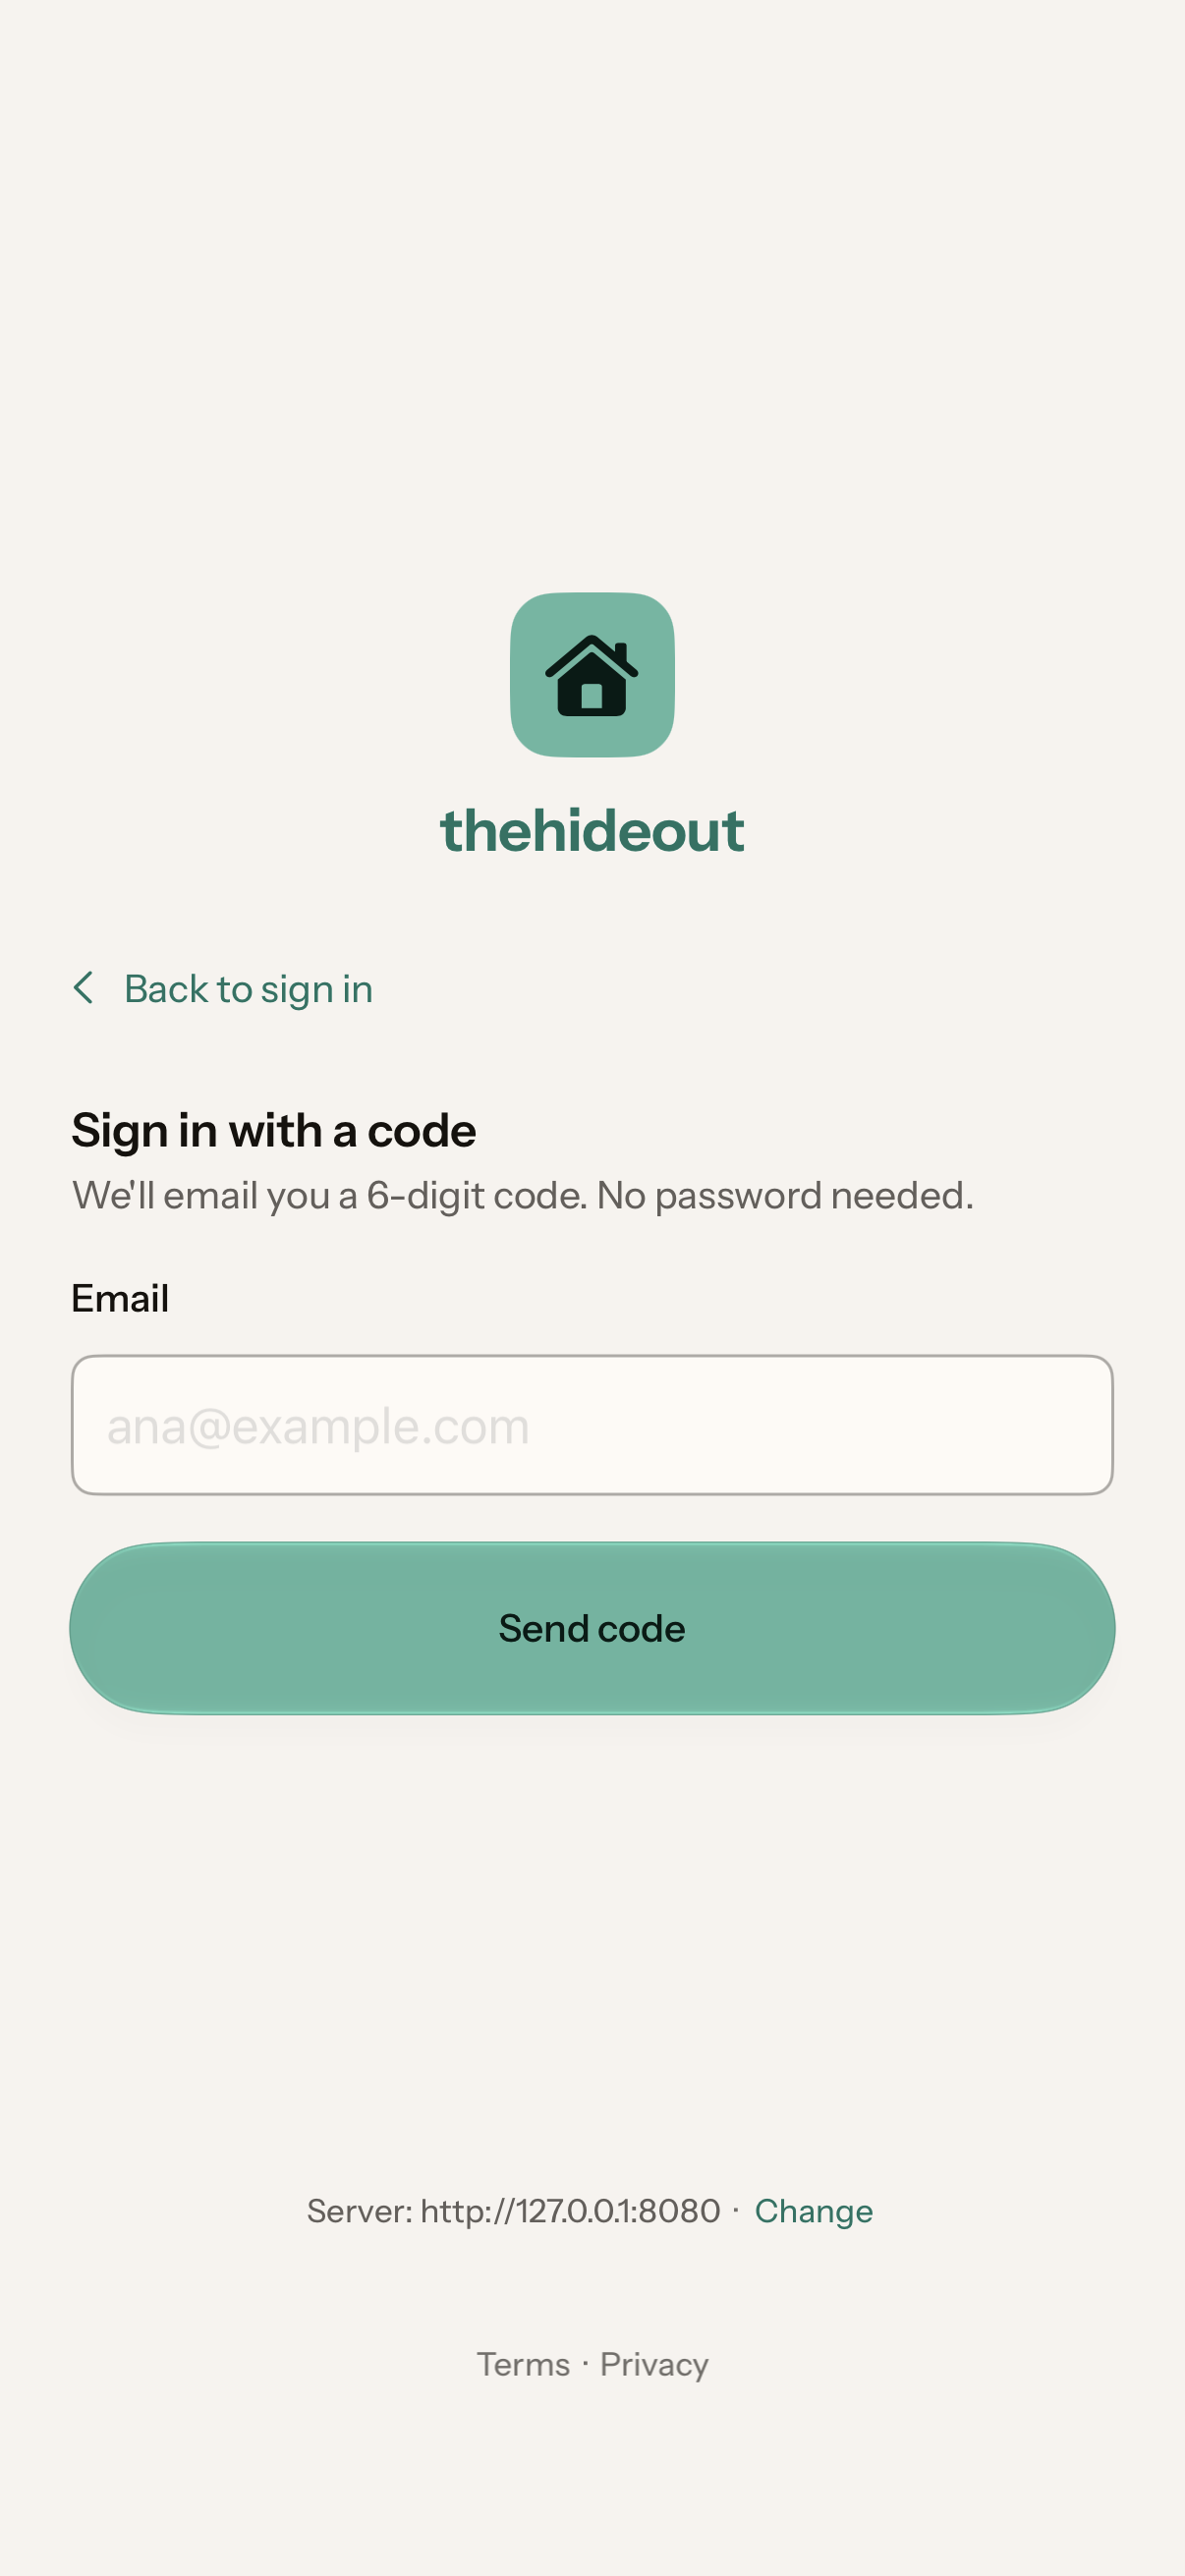 thehideout
Back to sign in
Sign in with a code
We'll email you a 6-digit code. No password needed.
Email
ana@example.com
Send code
Server: http://127.0.0.1:8080 · Change
Terms · Privacy